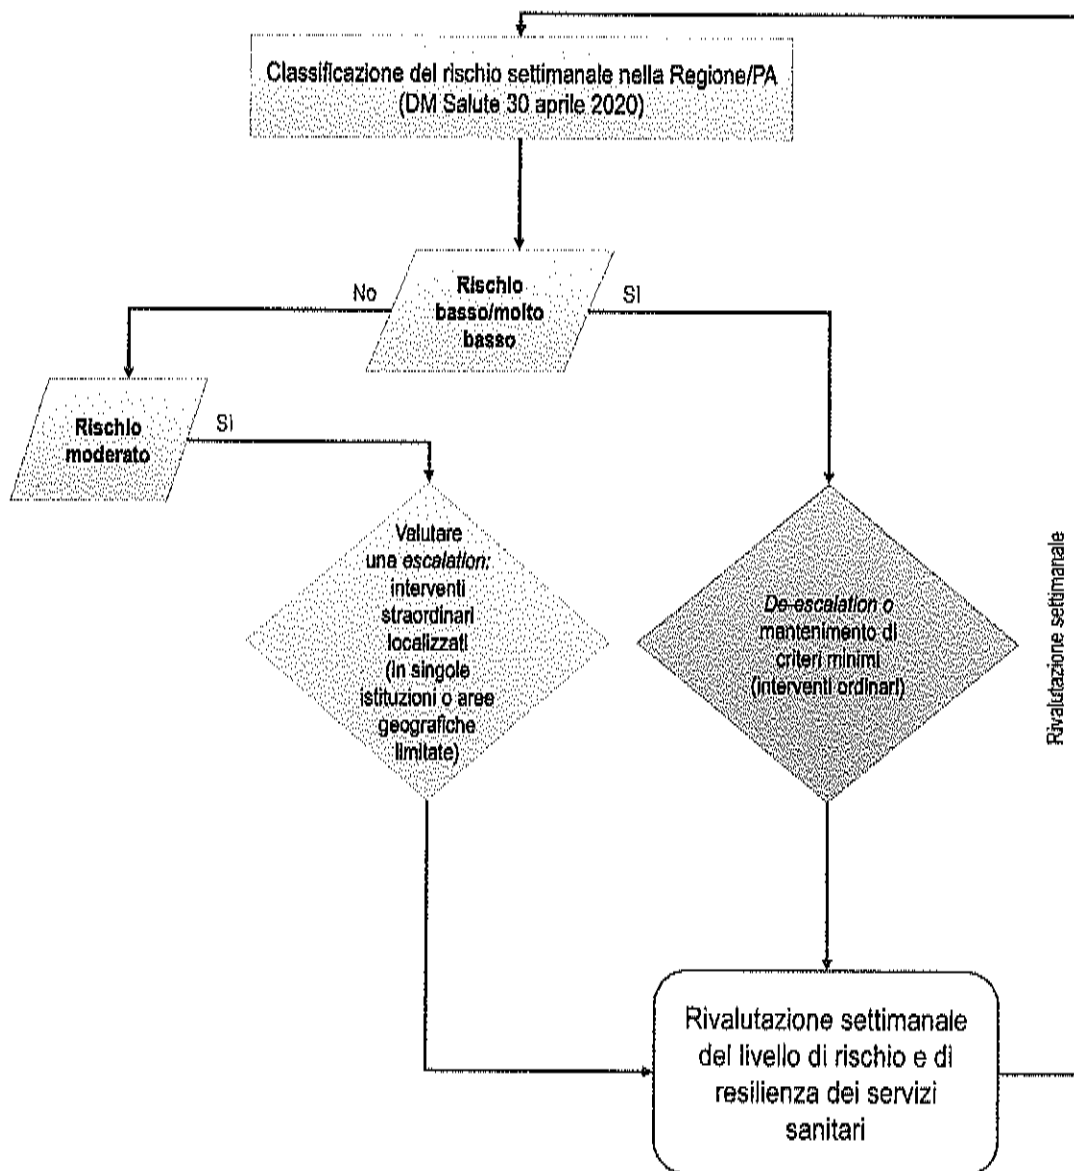 Classificazione del rischio settimanale nella Regione/PA
(DM Salute 30 aprile 2020)
No
Rischio
basso/molto
basso
Sì
Rischio
moderato
Sì
Valutare
una escalation:
interventi
straordinari
localizzati
(in singole
istituzioni o aree
geografiche
limitate)
De-escalation o
mantenimento di
criteri minimi
(interventi ordinari)
Rivalutazione settimanale
Rivalutazione settimanale
del livello di rischio e di
resilienza dei servizi
sanitari